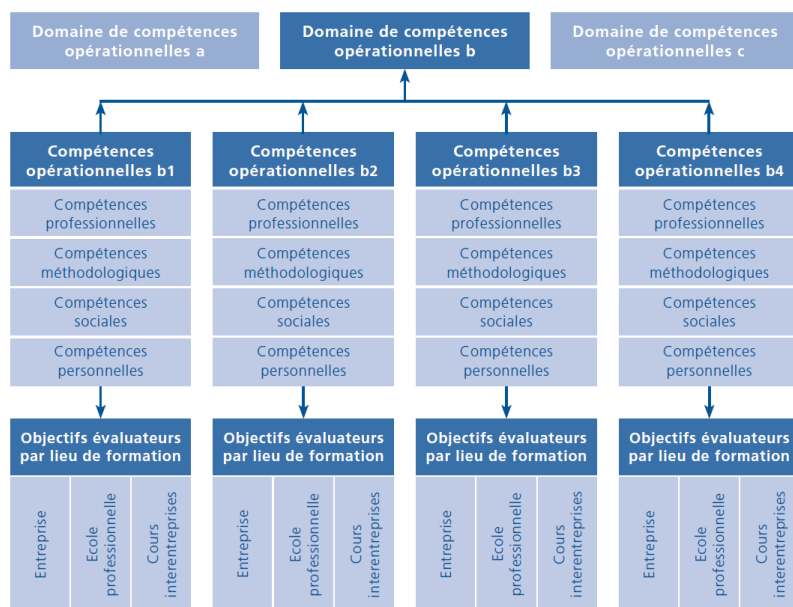 Domaine de compétences
opérationnelles a
Domaine de compétences
opérationnelles b
Domaine de compétences
opérationnelles c
Compétences
opérationnelles b1
Compétences
opérationnelles b2
Compétences
opérationnelles b3
Compétences
opérationnelles b4
Compétences
professionnelles
Compétences
professionnelles
Compétences
professionnelles
Compétences
professionnelles
Compétences
méthodologiques
Compétences
méthodologiques
Compétences
méthodologiques
Compétences
méthodologiques
Compétences
sociales
Compétences
sociales
Compétences
sociales
Compétences
sociales
Compétences
personnelles
Compétences
personnelles
Compétences
personnelles
Compétences
personnelles
Objectifs évaluateurs
par lieu de formation
Objectifs évaluateurs
par lieu de formation
Objectifs évaluateurs
par lieu de formation
Objectifs évaluateurs
par lieu de formation
Entreprise
Ecole
professionnelle
Cours
interentreprises
Entreprise
Ecole
professionnelle
Cours
interentreprises
Entreprise
Ecole
professionnelle
Cours
interentreprises
Entreprise
Ecole
professionnelle
Cours
interentreprises